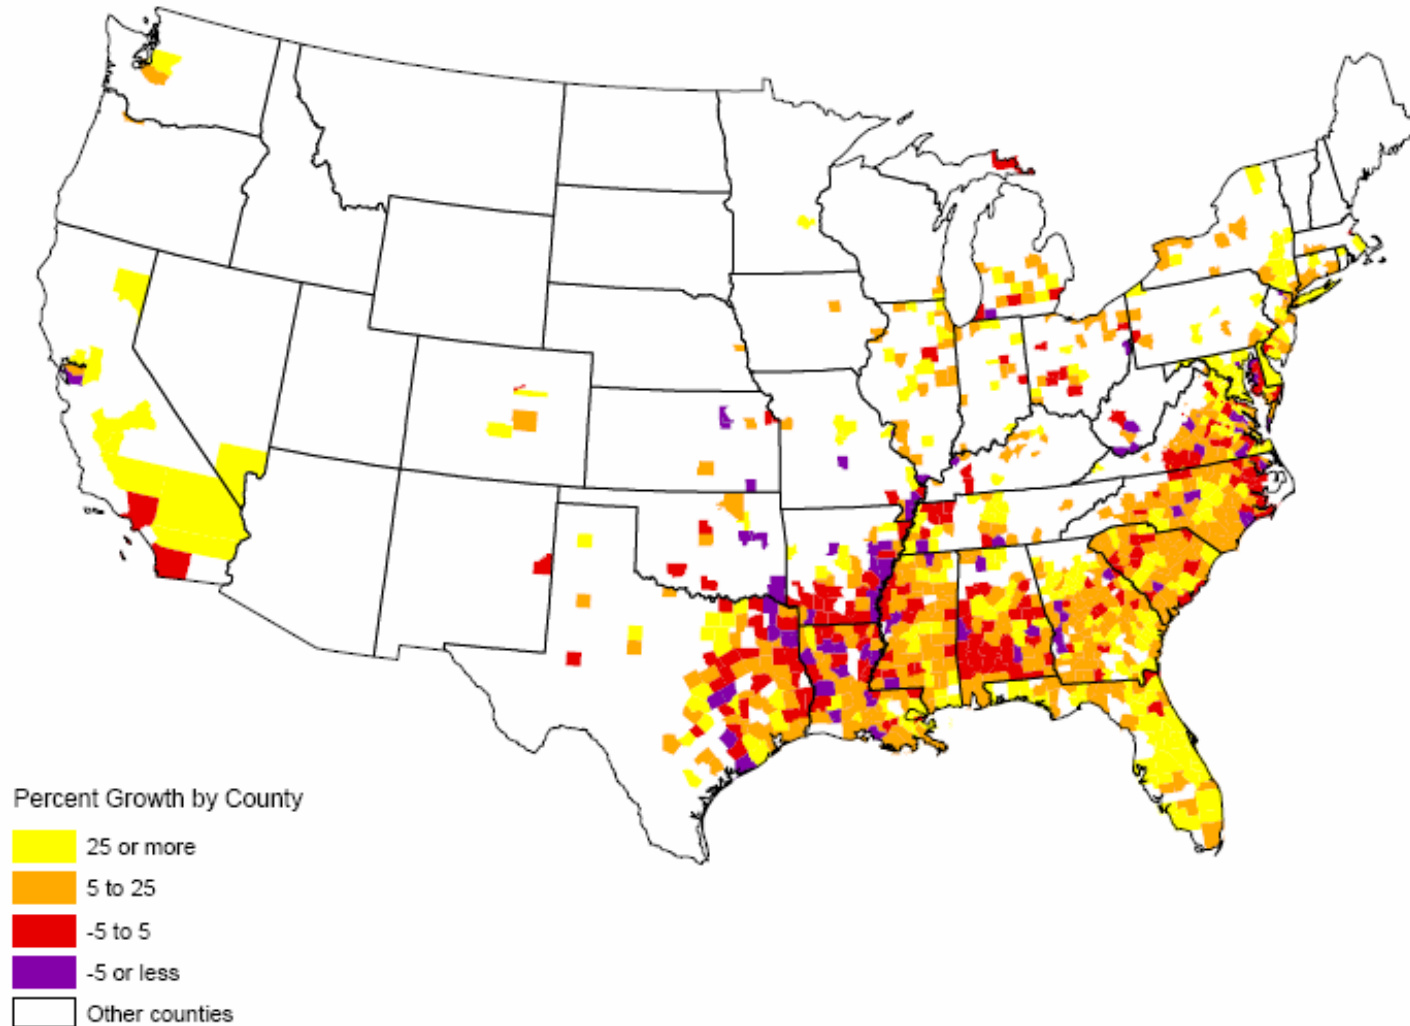 Percent Growth by County
25 or more
5 to 25
-5 to 5
-5 or less
Other counties